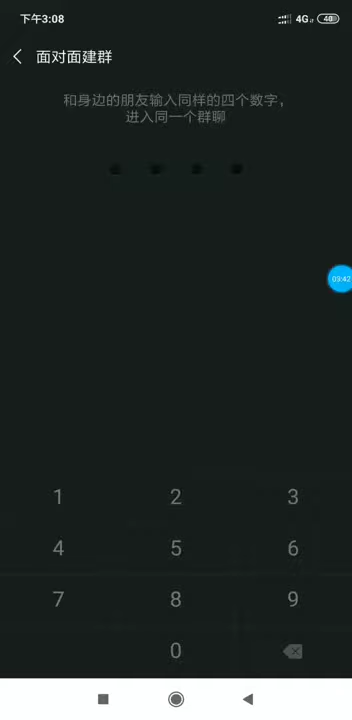 下午3:08
4G
40
面对面建群
和身边的朋友输入同样的四个数字，
进入同一个群聊
03:42
1 2 3
4 5 6
7 8 9
0